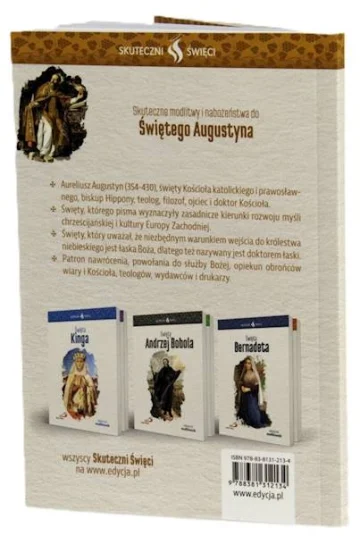 SKUTECZNI ŚWIĘCI
Skuteczne modlitwy i nabożeństwa do
Świętego Augustyna
Aureliusz Augustyn (354-430), święty Kościoła katolickiego i prawosław-
nego, biskup Hippony, teolog, filozof, ojciec i doktor Kościoła.
Święty, którego pisma wyznaczyły zasadnicze kierunki rozwoju myśli
chrześcijańskiej i kultury Europy Zachodniej.
Święty, który uważał, że niezbędnym warunkiem wejścia do królestwa
niebieskiego jest łaska Boża, dlatego też nazywany jest doktorem łaski.
Patron nawrócenia, powołania do służby Bożej, opiekun obrońców
wiary i Kościoła, teologów, wydawców i drukarzy.
Święta
Kinga
Święty
Andrzej Bobola
Święta
Bernadeta
wszyscy Skuteczni Święci
na www.edycja.pl
ISBN 978-83-8131-213-4
9 788381 312134
www.edycja.pl